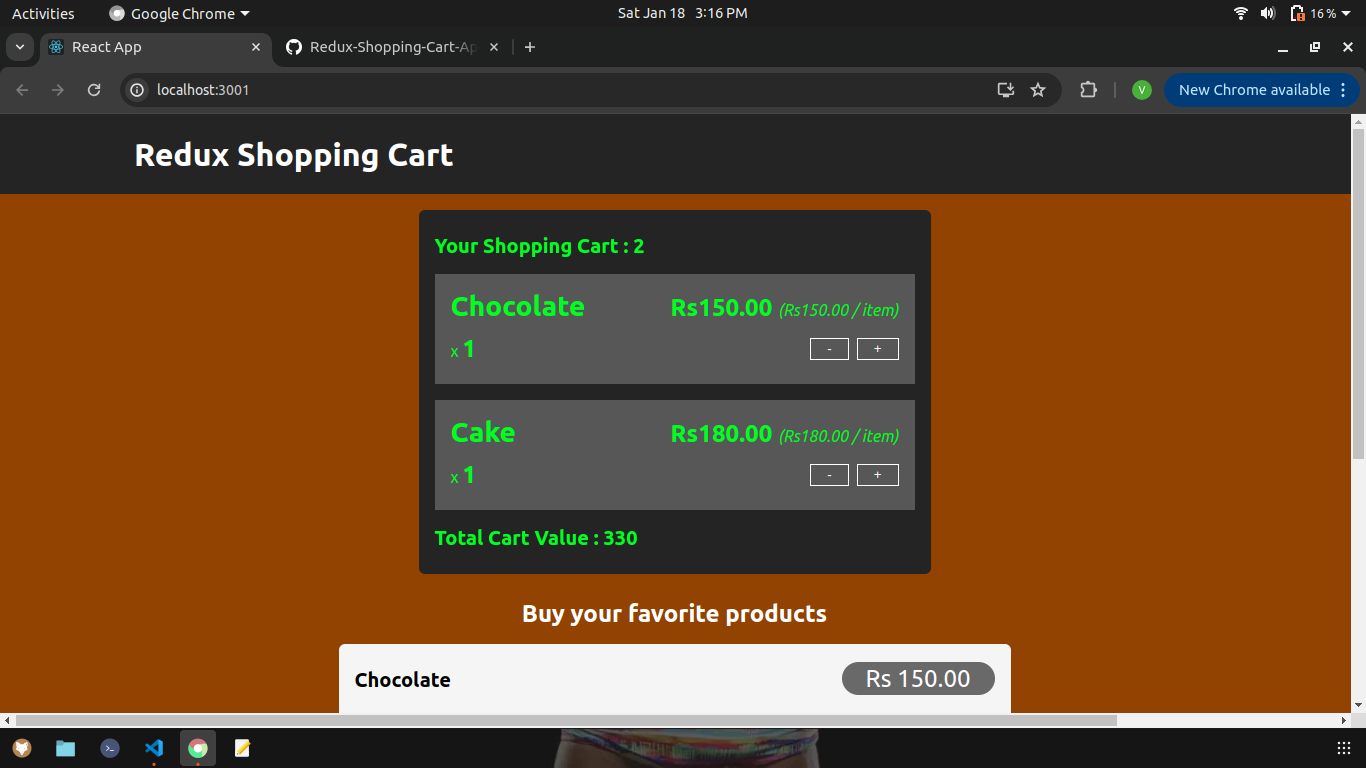 Activities Google Chrome Sat Jan 18 3:16 PM 16 %
React App Redux-Shopping-Cart-Ap
localhost:3001 V New Chrome available
Redux Shopping Cart
Your Shopping Cart : 2
Chocolate Rs150.00 (Rs150.00 / item)
x 1 - +
Cake Rs180.00 (Rs180.00 / item)
x 1 - +
Total Cart Value : 330
Buy your favorite products
Chocolate Rs 150.00